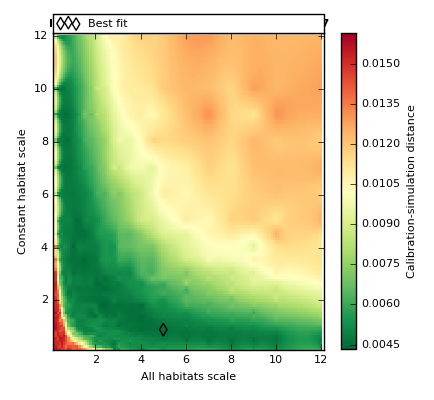 Best fit
12
10
8
6
4
2
Constant habitat scale
2 4 6 8 10 12
All habitats scale
0.0150
0.0135
0.0120
0.0105
0.0090
0.0075
0.0060
0.0045
Calibration-simulation distance